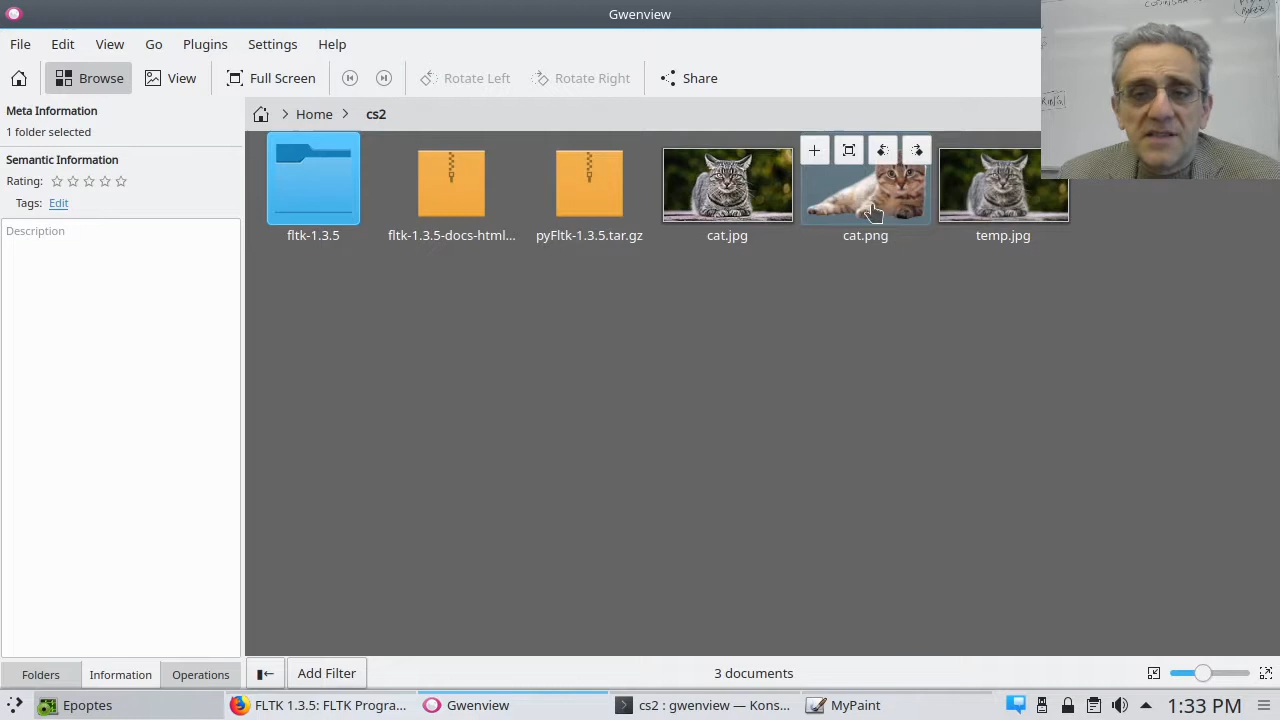 Gwenview
File Edit View Go Plugins Settings Help
Browse View Full Screen Rotate Left Rotate Right Share
Meta Information
Home cs2
1 folder selected
Semantic Information
Rating:
Tags: Edit
Description
fltk-1.3.5 fltk-1.3.5-docs-html... pyFltk-1.3.5.tar.gz cat.jpg cat.png temp.jpg
Folders Information Operations Add Filter 3 documents
Epoptes FLTK 1.3.5: FLTK Progra... Gwenview cs2 : gwenview — Kons... MyPaint 1:33 PM